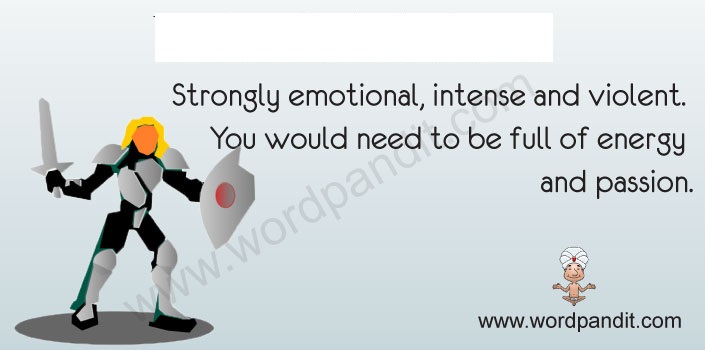 Strongly emotional, intense and violent.
You would need to be full of energy
and passion.
www.wordpandit.com
www.wordpandit.com